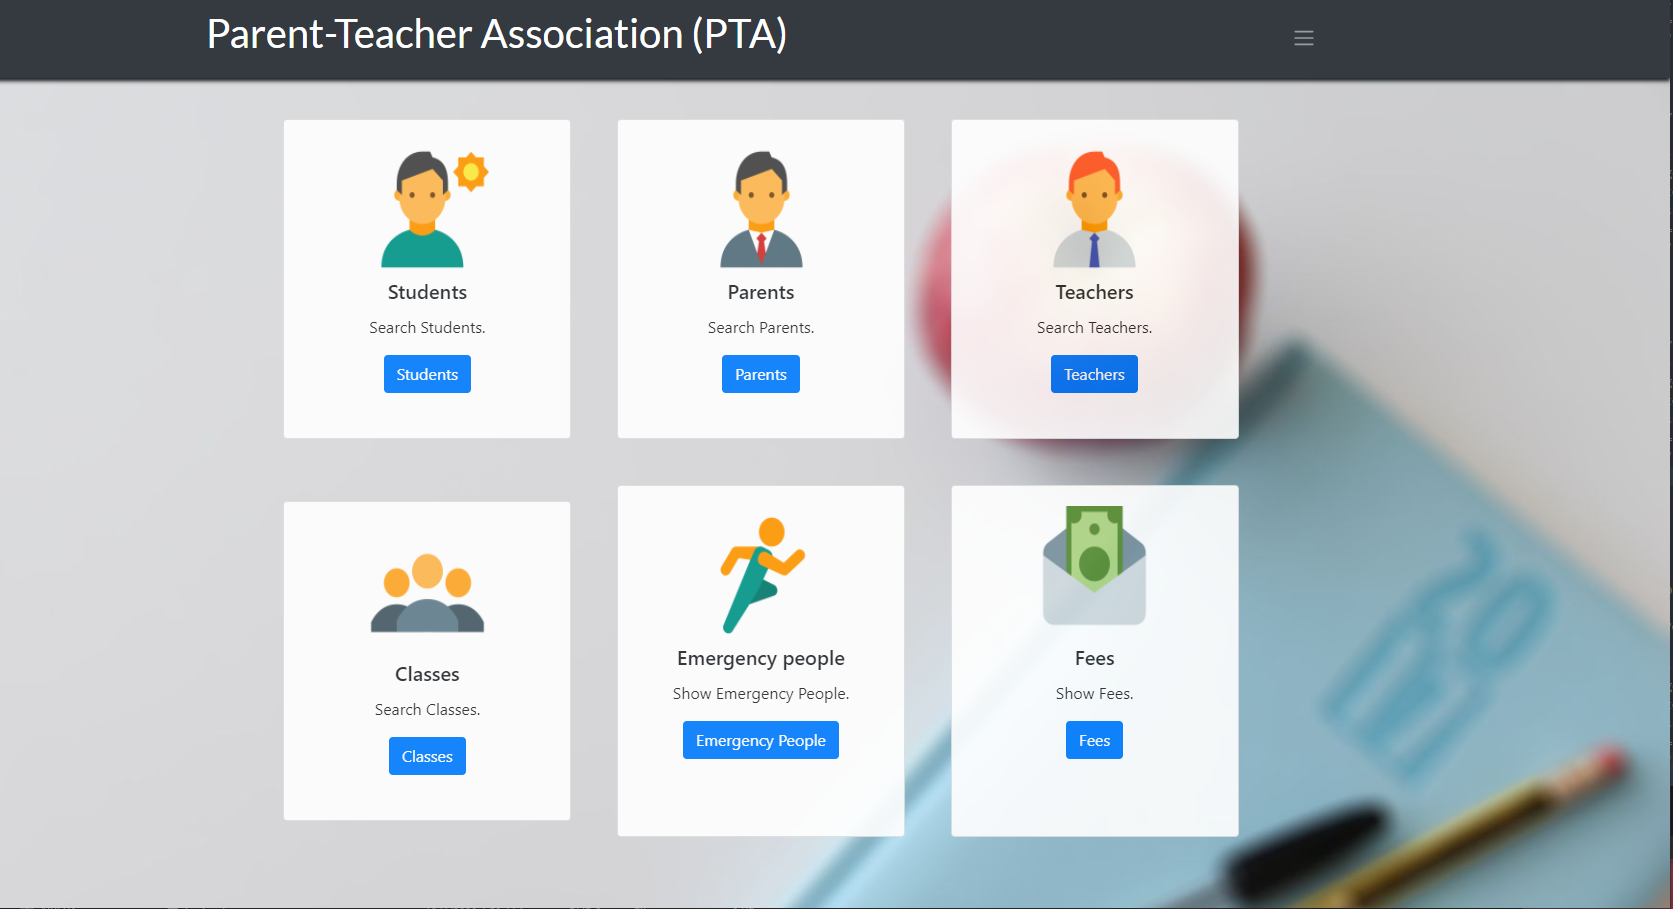 Parent-Teacher Association (PTA)
Students
Search Students.
Students
Parents
Search Parents.
Parents
Teachers
Search Teachers.
Teachers
Classes
Search Classes.
Classes
Emergency people
Show Emergency People.
Emergency People
Fees
Show Fees.
Fees